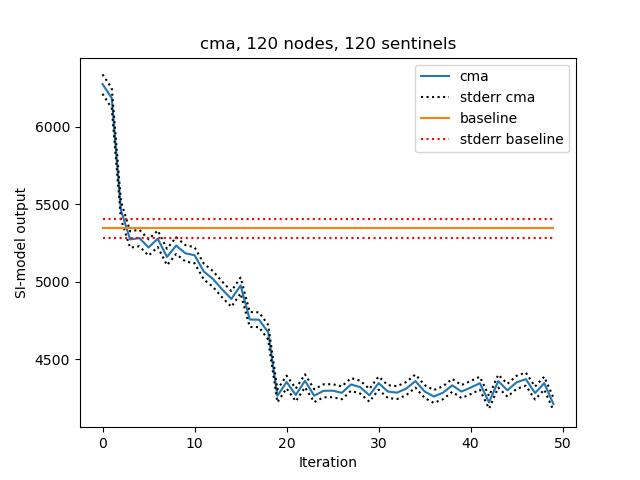 cma, 120 nodes, 120 sentinels
cma
stderr cma
baseline
stderr baseline
SI-model output
6000
5500
5000
4500
0 10 20 30 40 50
Iteration